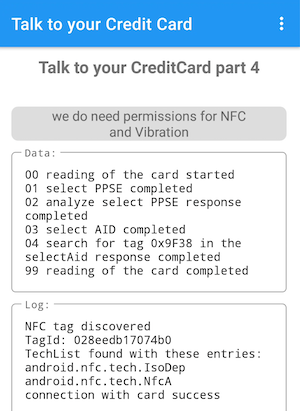 Talk to your Credit Card
Talk to your CreditCard part 4
we do need permissions for NFC
and Vibration
Data:
00 reading of the card started
01 select PPSE completed
02 analyze select PPSE response
completed
03 select AID completed
04 search for tag 0x9F38 in the
selectAid response completed
99 reading of the card completed
Log:
NFC tag discovered
TagId: 028eedb17074b0
TechList found with these entries:
android.nfc.tech.IsoDep
android.nfc.tech.NfcA
connection with card success